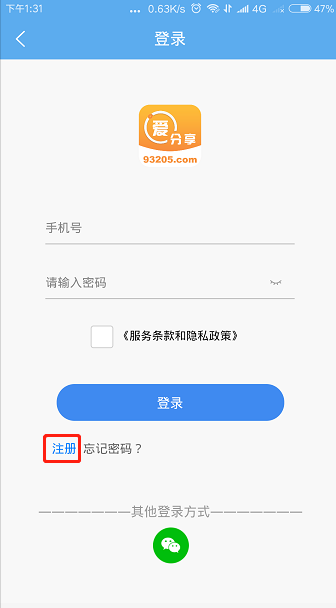 下午1:31 ... 0.63K/s 4G 47%
登录
爱
分享
93205.com
手机号
请输入密码
《服务条款和隐私政策》
登录
注册 忘记密码？
———————其他登录方式———————